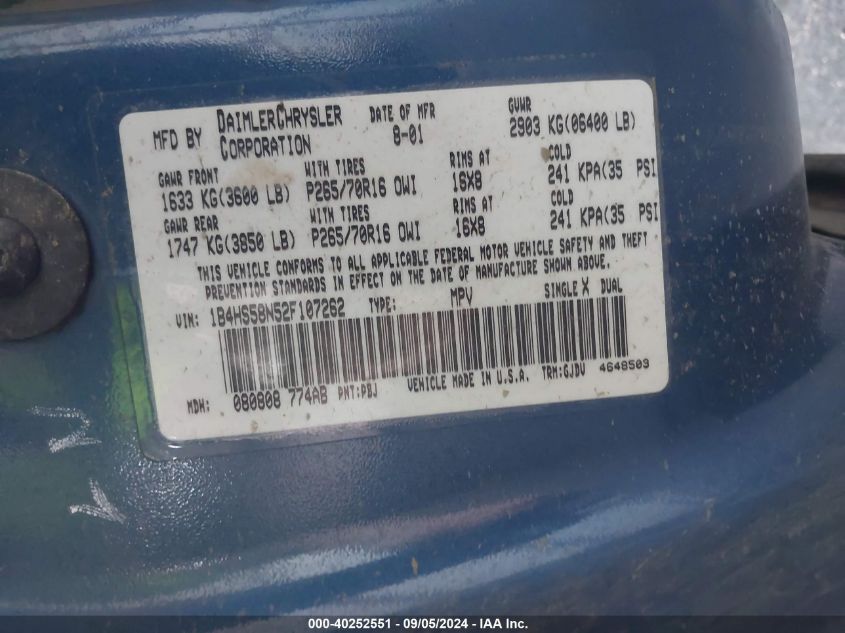 MFD BY DAIMLERCHRYSLER CORPORATION DATE OF MFR 8-01 GVWR 2903 KG(06400 LB)
GAWR FRONT WITH TIRES RIMS AT COLD
1633 KG(3600 LB) P265/70R16 OWI 16X8 241 KPA(35 PSI
GAWR REAR WITH TIRES RIMS AT COLD
1747 KG(3850 LB) P265/70R16 OWI 16X8 241 KPA(35 PSI
THIS VEHICLE CONFORMS TO ALL APPLICABLE FEDERAL MOTOR VEHICLE SAFETY AND THEFT
PREVENTION STANDARDS IN EFFECT ON THE DATE OF MANUFACTURE SHOWN ABOVE.
VIN: 1B4HS58N52F107262 TYPE: MPV SINGLE X DUAL
MDH: 080808 774AB PNT:PBJ VEHICLE MADE IN U.S.A. TRM:GJDV 4648503
000-40252551 - 09/05/2024 - IAA Inc.